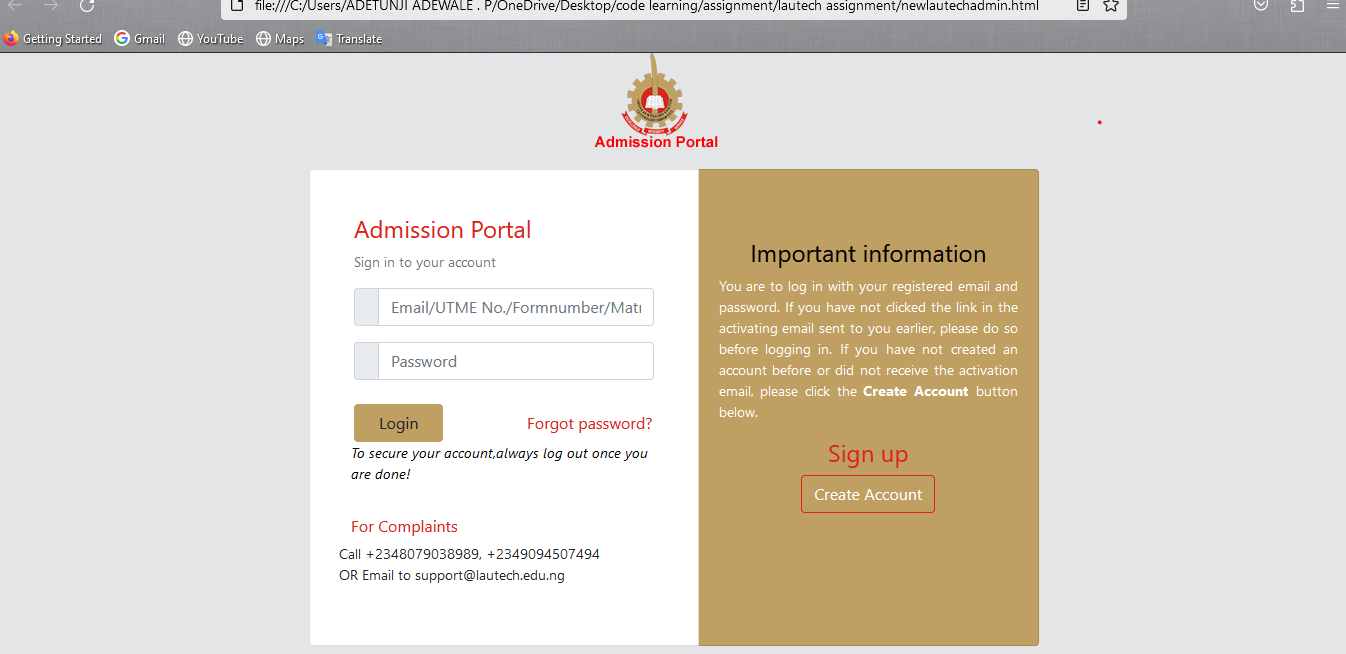 file:///C:/Users/ADETUNJI ADEWALE . P/OneDrive/Desktop/code learning/assignment/lautech assignment/newlautechadmin.html
Getting Started Gmail YouTube Maps Translate
Admission Portal
Admission Portal
Sign in to your account
Email/UTME No./Formnumber/Matr
Password
Login Forgot password?
To secure your account,always log out once you
are done!
For Complaints
Call +2348079038989, +2349094507494
OR Email to support@lautech.edu.ng
Important information
You are to log in with your registered email and
password. If you have not clicked the link in the
activating email sent to you earlier, please do so
before logging in. If you have not created an
account before or did not receive the activation
email, please click the Create Account button
below.
Sign up
Create Account